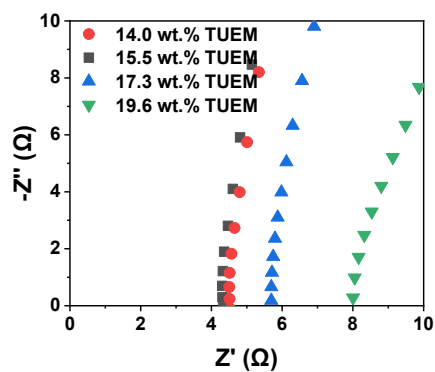 -10
-8
-6
-4
-2
0
0
2
4
6
8
10
-Z'' (Ω)
Z' (Ω)
14.0 wt.% TUEM
15.5 wt.% TUEM
17.3 wt.% TUEM
19.6 wt.% TUEM